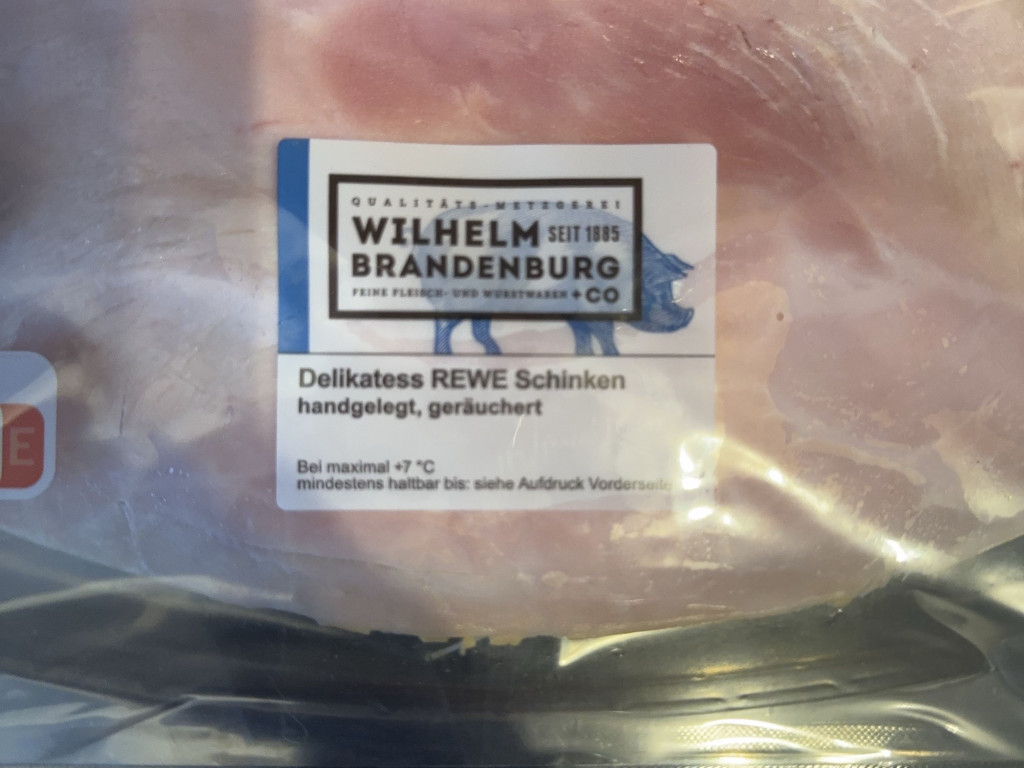 QUALITÄTS-METZGEREI
WILHELM SEIT 1885
BRANDENBURG
FEINE FLEISCH- UND WURSTWAREN + CO
Delikatess REWE Schinken
handgelegt, geräuchert
Bei maximal +7 °C
mindestens haltbar bis: siehe Aufdruck Vorderseite
E